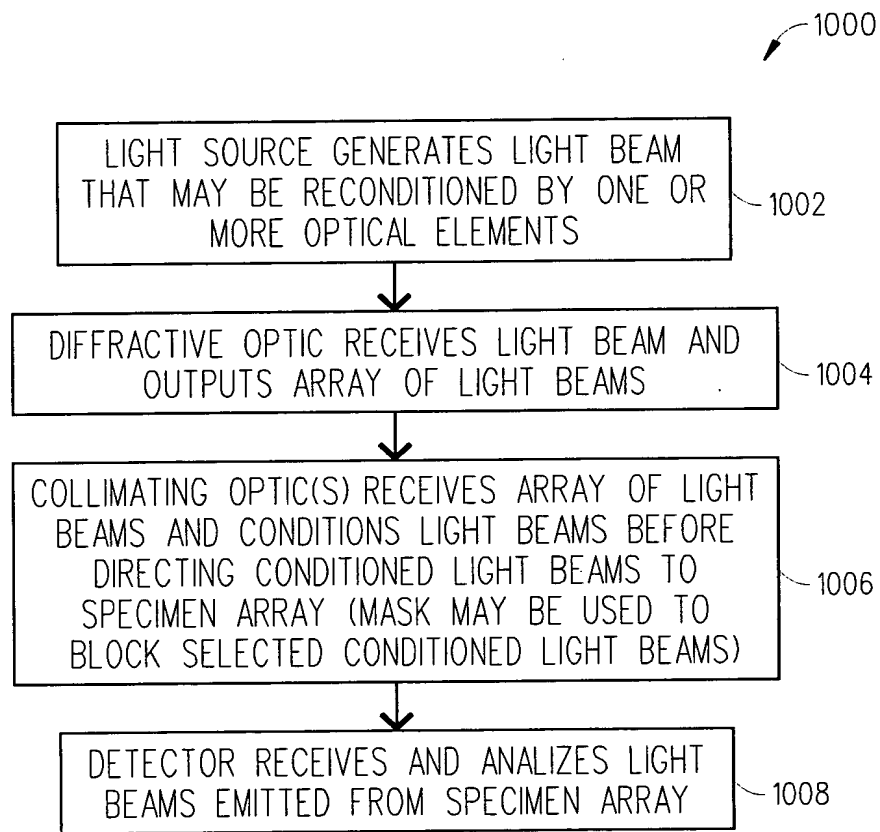 1000
LIGHT SOURCE GENERATES LIGHT BEAM
THAT MAY BE RECONDITIONED BY ONE OR
MORE OPTICAL ELEMENTS
1002
DIFFRACTIVE OPTIC RECEIVES LIGHT BEAM AND
OUTPUTS ARRAY OF LIGHT BEAMS
1004
COLLIMATING OPTIC(S) RECEIVES ARRAY OF LIGHT
BEAMS AND CONDITIONS LIGHT BEAMS BEFORE
DIRECTING CONDITIONED LIGHT BEAMS TO
SPECIMEN ARRAY (MASK MAY BE USED TO
BLOCK SELECTED CONDITIONED LIGHT BEAMS)
1006
DETECTOR RECEIVES AND ANALIZES LIGHT
BEAMS EMITTED FROM SPECIMEN ARRAY
1008